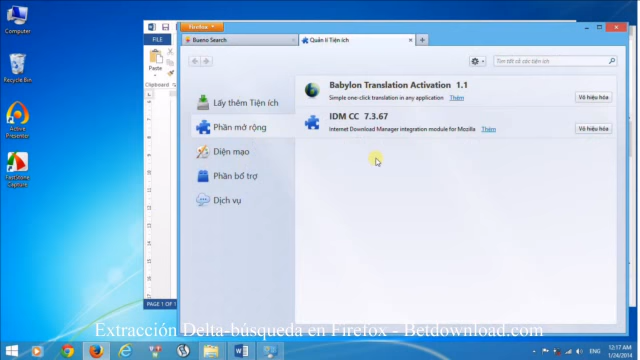 Computer
Recycle Bin
Active Presenter
FastStone Capture
FILE
Paste
Clipboard
Firefox
Bueno Search
Quản lí Tiện ích
Tìm tất cả các tiện ích
Lấy thêm Tiện ích
Phần mở rộng
Diện mạo
Phần bổ trợ
Dịch vụ
Babylon Translation Activation 1.1
Simple one-click translation in any application Thêm
Vô hiệu hóa
IDM CC 7.3.67
Internet Download Manager integration module for Mozilla Thêm
Vô hiệu hóa
PAGE 1 OF 1
Extracción Delta-búsqueda en Firefox - Betdownload.com
ENG
12:17 AM
1/24/2014